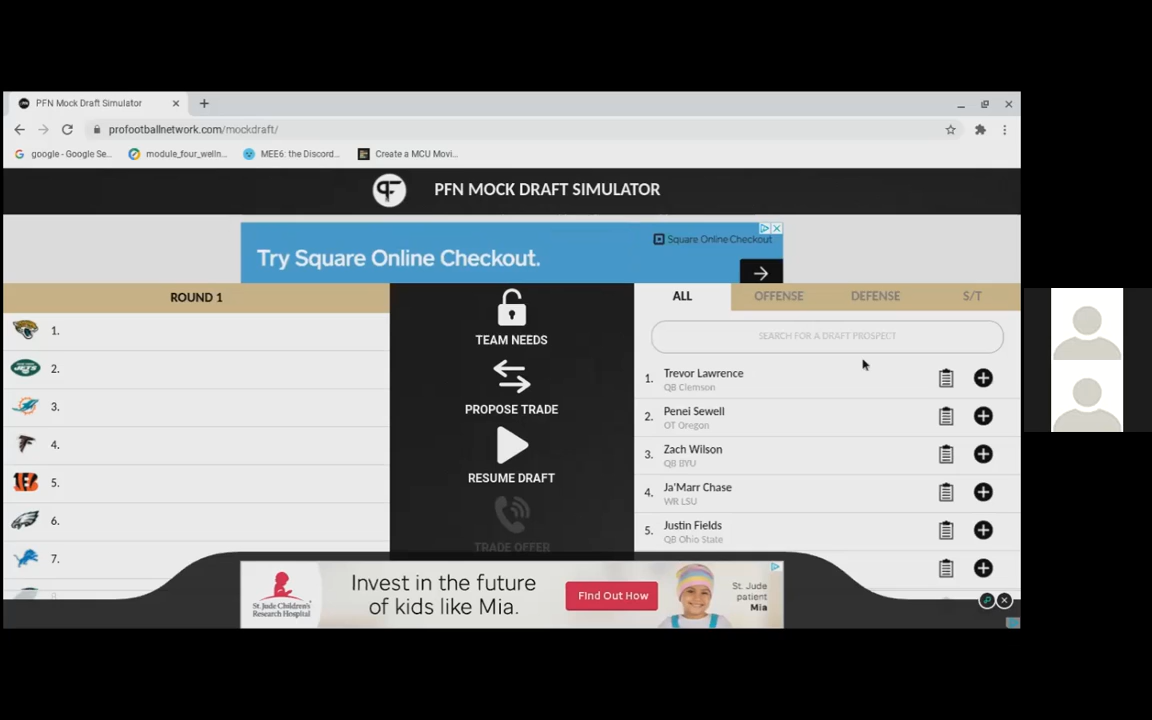 PFN Mock Draft Simulator
profootballnetwork.com/mockdraft/
google - Google Se...
module_four_welln...
MEE6: the Discord...
Create a MCU Movi...
PFN MOCK DRAFT SIMULATOR
Try Square Online Checkout.
Square Online Checkout
ROUND 1
1.
2.
3.
4.
5.
6.
7.
8.
TEAM NEEDS
PROPOSE TRADE
RESUME DRAFT
TRADE OFFER
ALL
OFFENSE
DEFENSE
S/T
SEARCH FOR A DRAFT PROSPECT
1.
Trevor Lawrence
QB Clemson
2.
Penei Sewell
OT Oregon
3.
Zach Wilson
QB BYU
4.
Ja'Marr Chase
WR LSU
5.
Justin Fields
QB Ohio State
St. Jude Children's
Research Hospital
Invest in the future
of kids like Mia.
Find Out How
St. Jude
patient
Mia